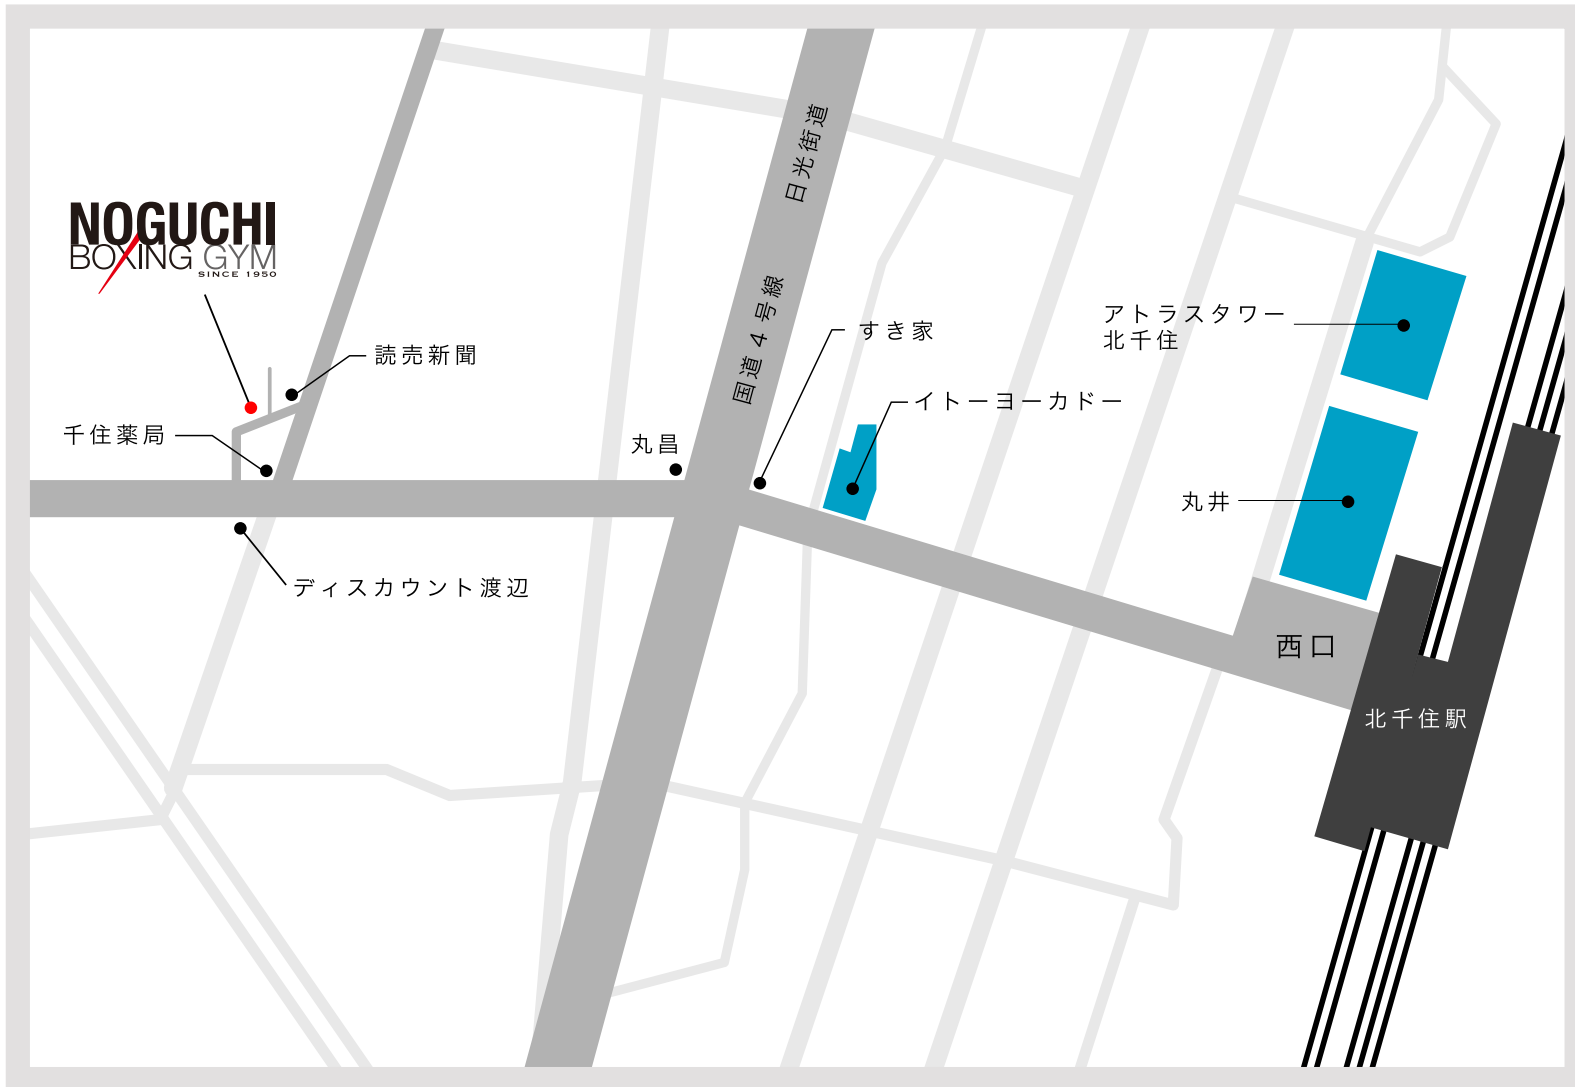 NOGUCHI
BOXING GYM
SINCE 1950
日光街道
国道4号線
読売新聞
千住薬局
ディスカウント渡辺
丸昌
すき家
イトーヨーカドー
アトラスタワー
北千住
丸井
西口
北千住駅